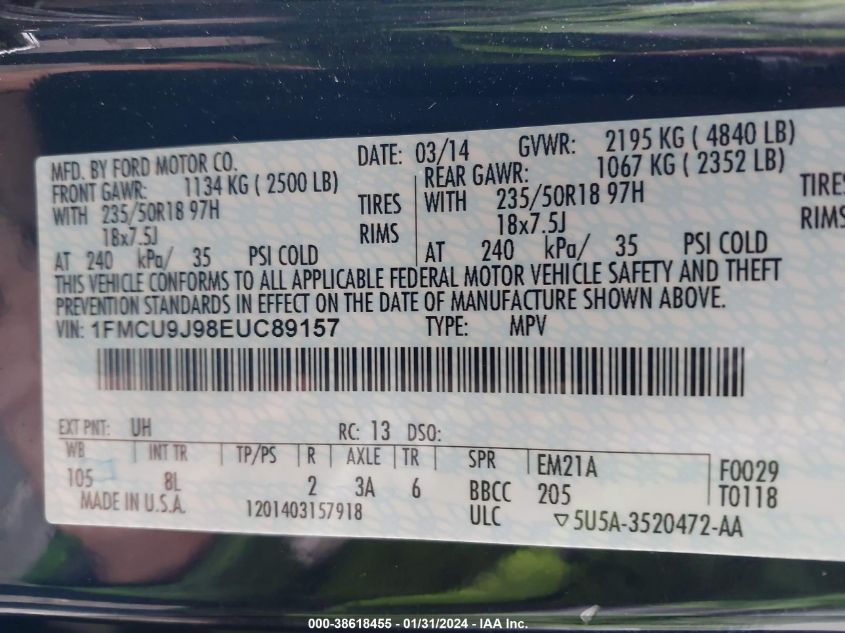 MFD. BY FORD MOTOR CO. DATE: 03/14 GVWR: 2195 KG ( 4840 LB)
FRONT GAWR: 1134 KG ( 2500 LB) REAR GAWR: 1067 KG ( 2352 LB)
WITH 235/50R18 97H TIRES WITH 235/50R18 97H TIRES
18x7.5J RIMS 18x7.5J RIMS
AT 240 kPa/ 35 PSI COLD AT 240 kPa/ 35 PSI COLD
THIS VEHICLE CONFORMS TO ALL APPLICABLE FEDERAL MOTOR VEHICLE SAFETY AND THEFT
PREVENTION STANDARDS IN EFFECT ON THE DATE OF MANUFACTURE SHOWN ABOVE.
VIN: 1FMCU9J98EUC89157 TYPE: MPV
EXT PNT: UH RC: 13 DSO:
WB INT TR TP/PS R AXLE TR SPR EM21A F0029
105 8L 2 3A 6 BBCC 205 T0118
MADE IN U.S.A. 1201403157918 ULC ▽5U5A-3520472-AA
000-38618455 - 01/31/2024 - IAA Inc.